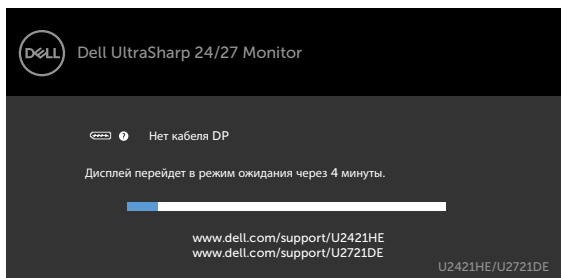 DELL
Dell UltraSharp 24/27 Monitor
? Нет кабеля DP
Дисплей перейдет в режим ожидания через 4 минуты.
www.dell.com/support/U2421HE
www.dell.com/support/U2721DE
U2421HE/U2721DE